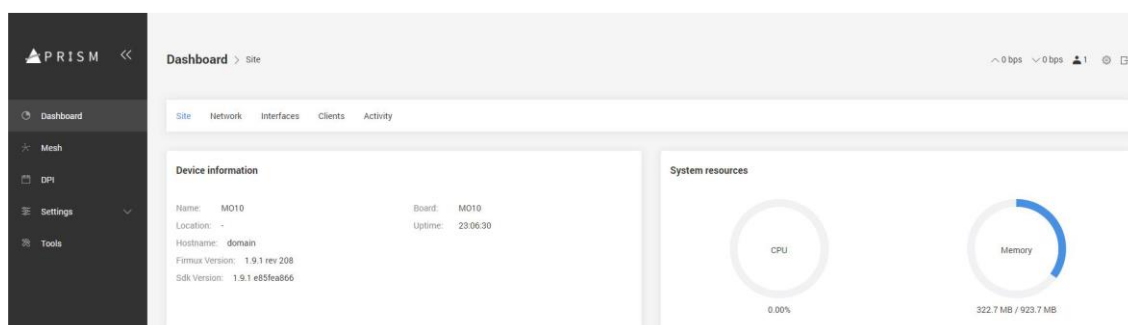 PRISM
Dashboard > Site
0 bps 0 bps 1
Dashboard
Mesh
DPI
Settings
Tools
Site Network Interfaces Clients Activity
Device information
Name: MO10
Location: -
Hostname: domain
Firmux Version: 1.9.1 rev 208
Sdk Version: 1.9.1 e85fea866
Board: MO10
Uptime: 23:06:30
System resources
CPU
0.00%
Memory
322.7 MB / 923.7 MB